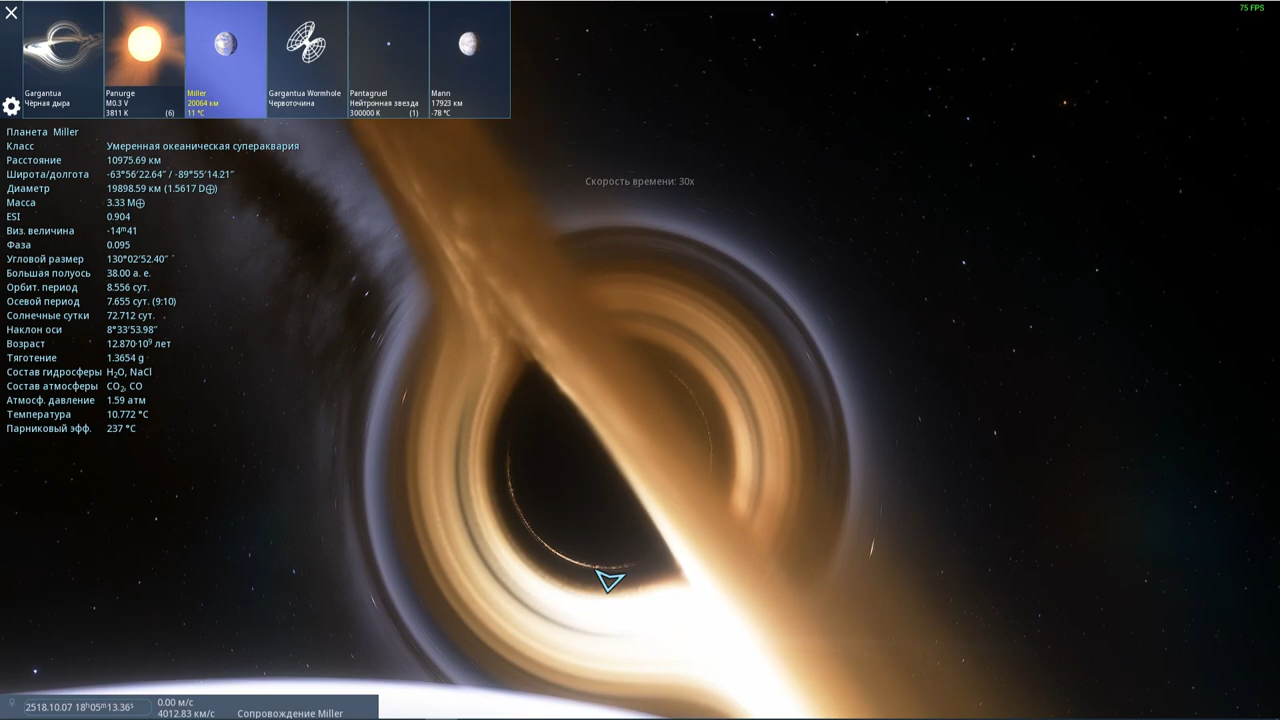 75 FPS
Gargantua
Чёрная дыра
Panurge
M0.3 V
3811 K (6)
Miller
20064 км
11 °C
Gargantua Wormhole
Червоточина
Pantagruel
Нейтронная звезда
300000 K (1)
Mann
17923 км
-78 °C
Планета Miller
Класс Умеренная океаническая супераквария
Расстояние 10975.69 км
Широта/долгота -63°56′22.64″ / -89°55′14.21″
Диаметр 19898.59 км (1.5617 D⊕)
Масса 3.33 M⊕
ESI 0.904
Виз. величина -14ᵐ41
Фаза 0.095
Угловой размер 130°02′52.40″
Большая полуось 38.00 а. е.
Орбит. период 8.556 сут.
Осевой период 7.655 сут. (9:10)
Солнечные сутки 72.712 сут.
Наклон оси 8°33′53.98″
Возраст 12.870·10⁹ лет
Тяготение 1.3654 g
Состав гидросферы H₂O, NaCl
Состав атмосферы CO₂, CO
Атмосф. давление 1.59 атм
Температура 10.772 °C
Парниковый эфф. 237 °C
Скорость времени: 30x
2518.10.07 18ʰ05ᵐ13.36ˢ
0.00 м/с
4012.83 км/с Сопровождение Miller